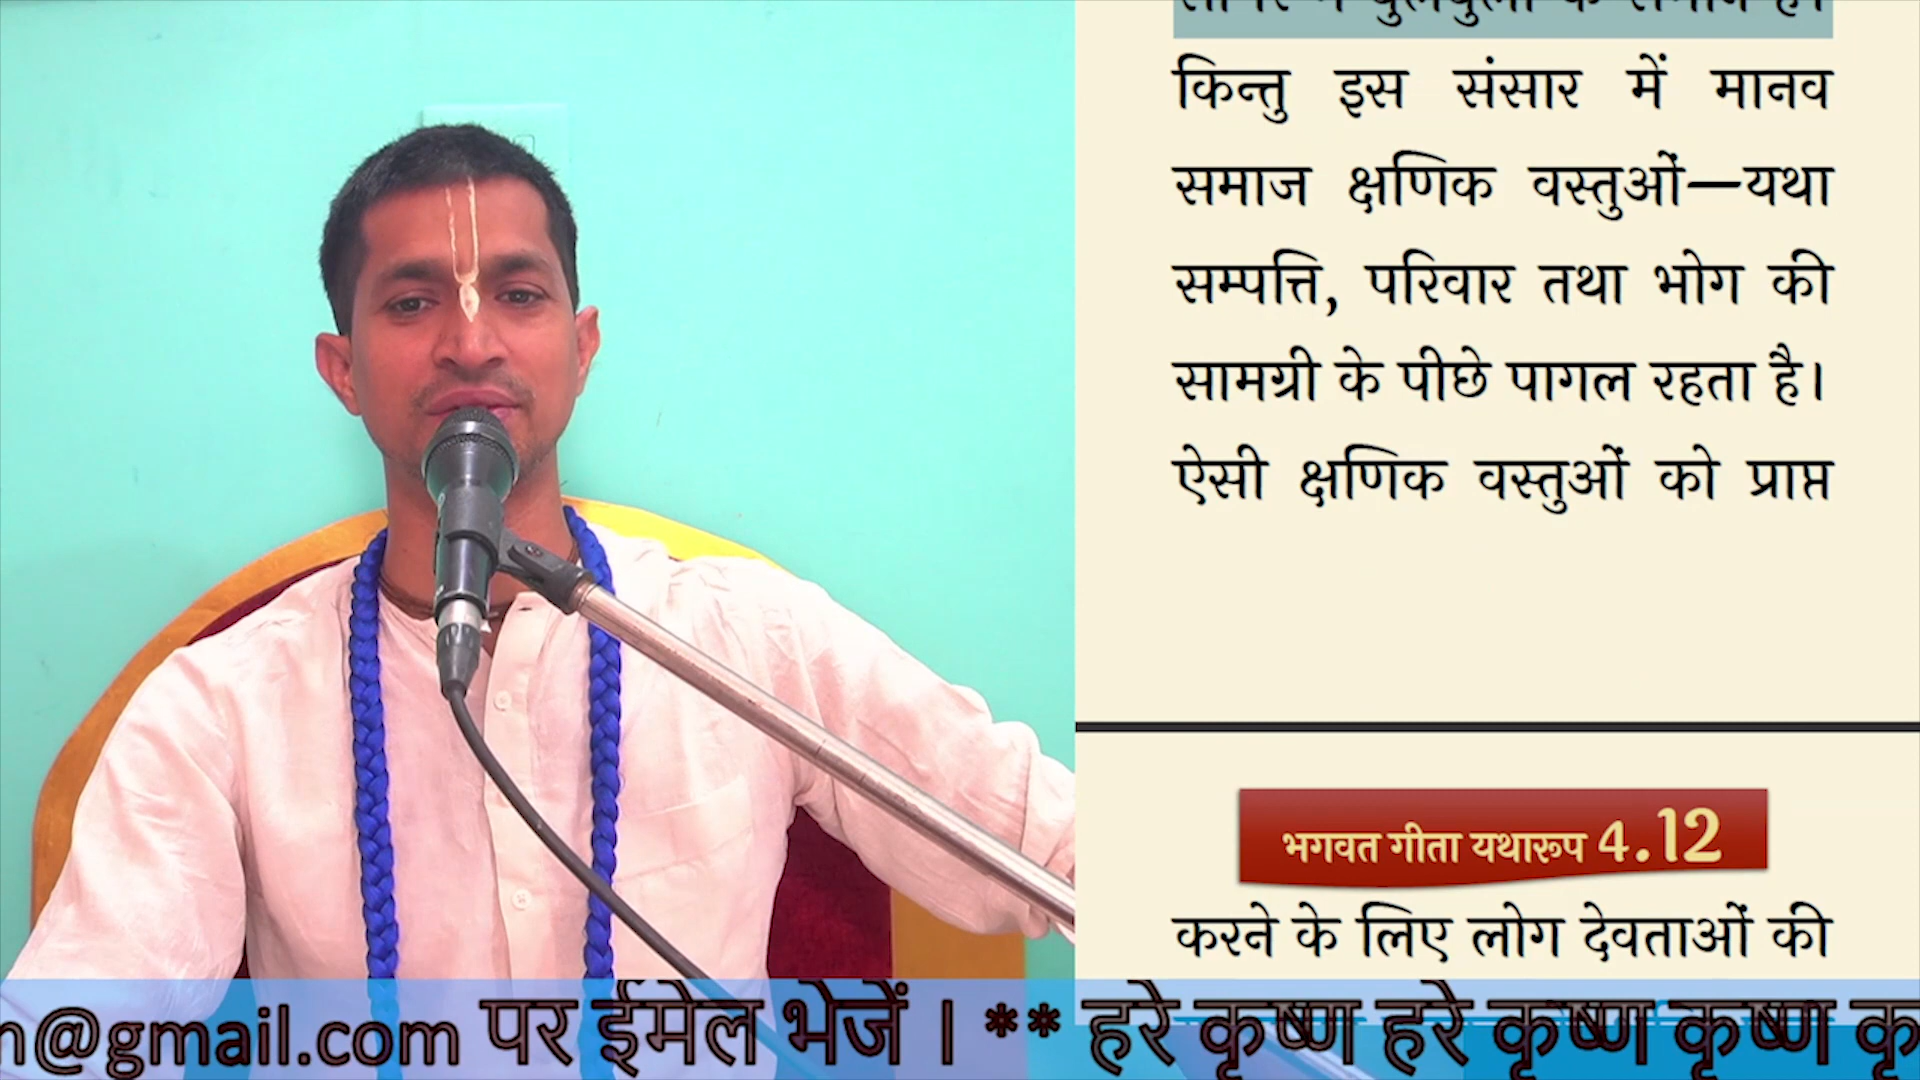 के समान है।
किन्तु इस संसार में मानव
समाज क्षणिक वस्तुओं—यथा
सम्पत्ति, परिवार तथा भोग की
सामग्री के पीछे पागल रहता है।
ऐसी क्षणिक वस्तुओं को प्राप्त
भगवत गीता यथारूप 4.12
करने के लिए लोग देवताओं की
@gmail.com पर ईमेल भेजें । ** हरे कृष्ण हरे कृष्ण कृष्ण कृ